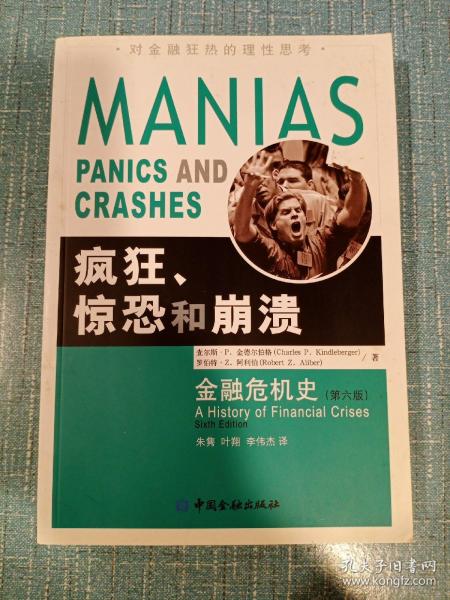 ·对金融狂热的理性思考·
MANIAS
PANICS AND
CRASHES
疯狂、
惊恐和崩溃
查尔斯·P. 金德尔伯格(Charles P. Kindleberger)
罗伯特·Z. 阿利伯(Robert Z. Aliber) / 著
金融危机史(第六版)
A History of Financial Crises
Sixth Edition
朱隽 叶翔 李伟杰 译
中国金融出版社
孔夫子旧书网
www.kongfz.com